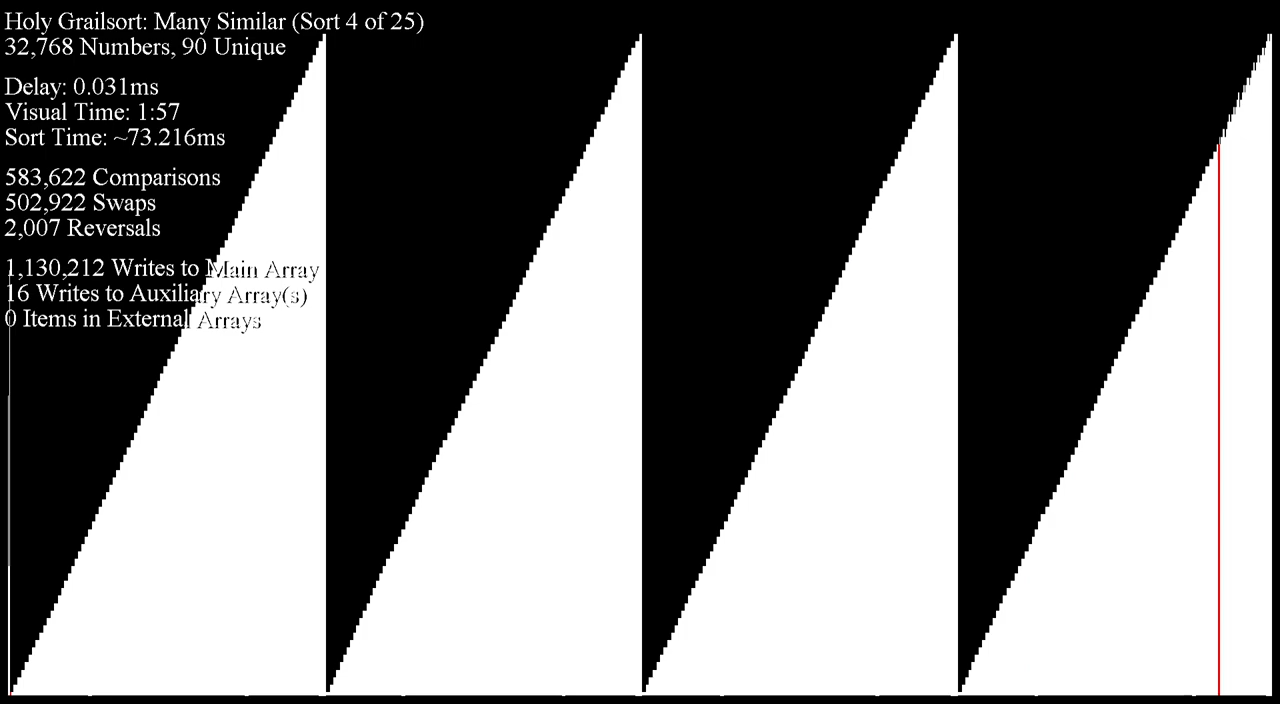 Holy Grailsort: Many Similar (Sort 4 of 25)
32,768 Numbers, 90 Unique
Delay: 0.031ms
Visual Time: 1:57
Sort Time: ~73.216ms
583,622 Comparisons
502,922 Swaps
2,007 Reversals
1,130,212 Writes to Main Array
16 Writes to Auxiliary Array(s)
0 Items in External Arrays